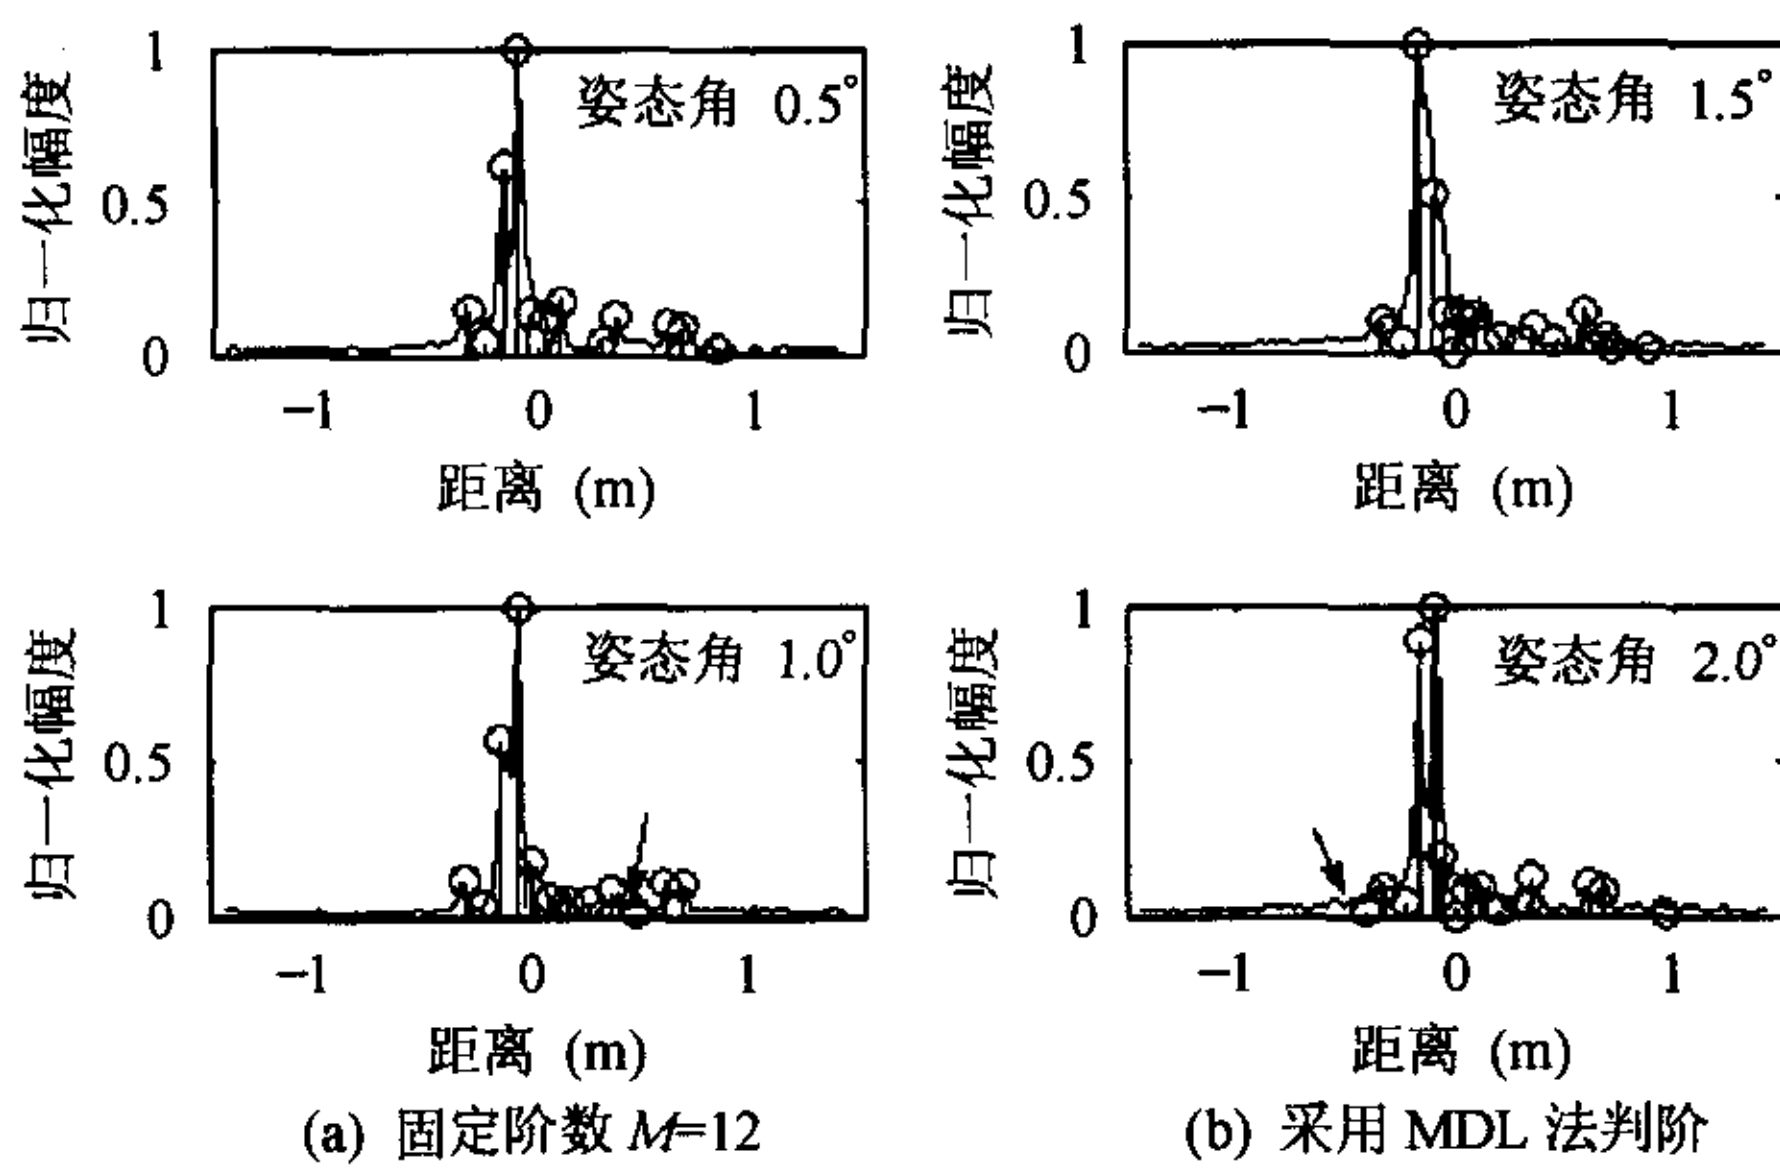 1
归一化幅度
姿态角 0.5°
0.5
0
-1 0 1
距离 (m)
1
归一化幅度
姿态角 1.5°
0.5
0
-1 0 1
距离 (m)
1
归一化幅度
姿态角 1.0°
0.5
0
-1 0 1
距离 (m)
(a) 固定阶数 M=12
1
归一化幅度
姿态角 2.0°
0.5
0
-1 0 1
距离 (m)
(b) 采用 MDL 法判阶